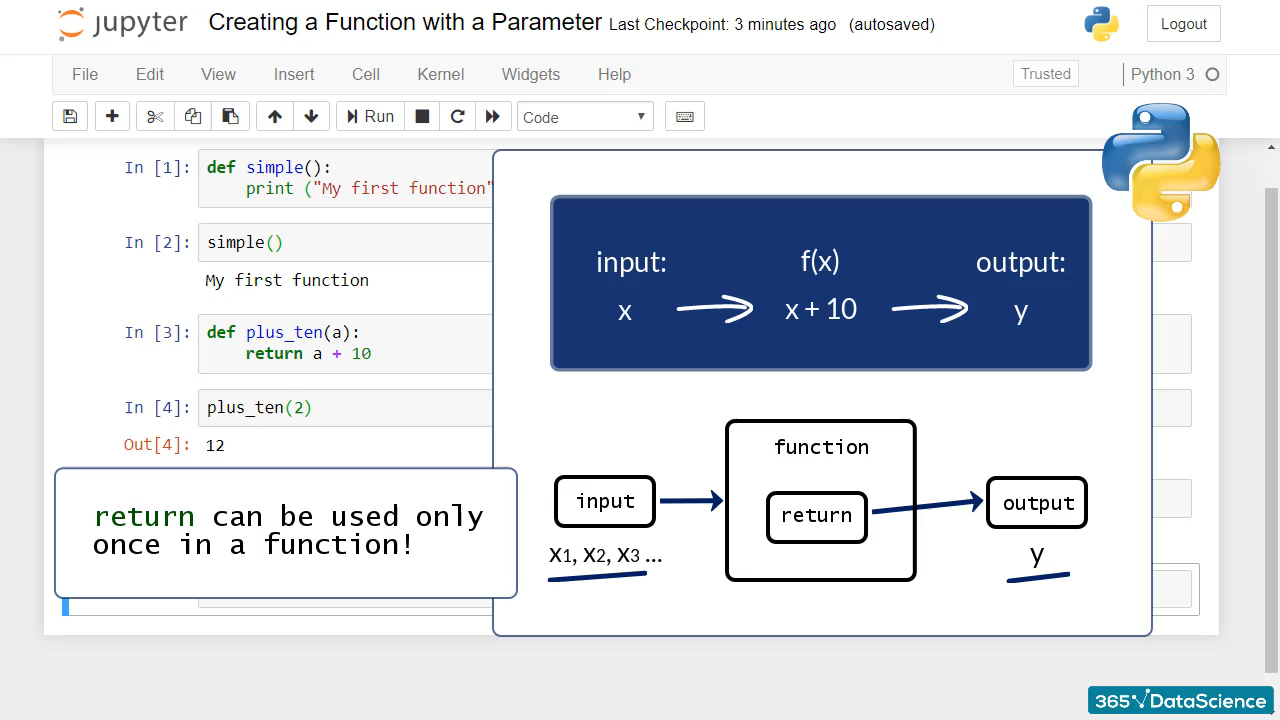 jupyter Creating a Function with a Parameter Last Checkpoint: 3 minutes ago (autosaved) Logout
File Edit View Insert Cell Kernel Widgets Help Trusted Python 3
Run Code
In [1]: def simple():
print ("My first function"
In [2]: simple()
My first function
In [3]: def plus_ten(a):
return a + 10
In [4]: plus_ten(2)
Out[4]: 12
return can be used only
once in a function!
input: f(x) output:
x x + 10 y
function
input return output
x1, x2, x3 ... y
365 DataScience